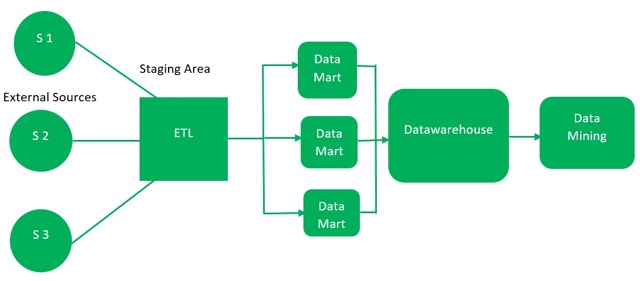 S 1
Staging Area
External Sources
S 2
S 3
ETL
Data
Mart
Data
Mart
Data
Mart
Datawarehouse
Data
Mining